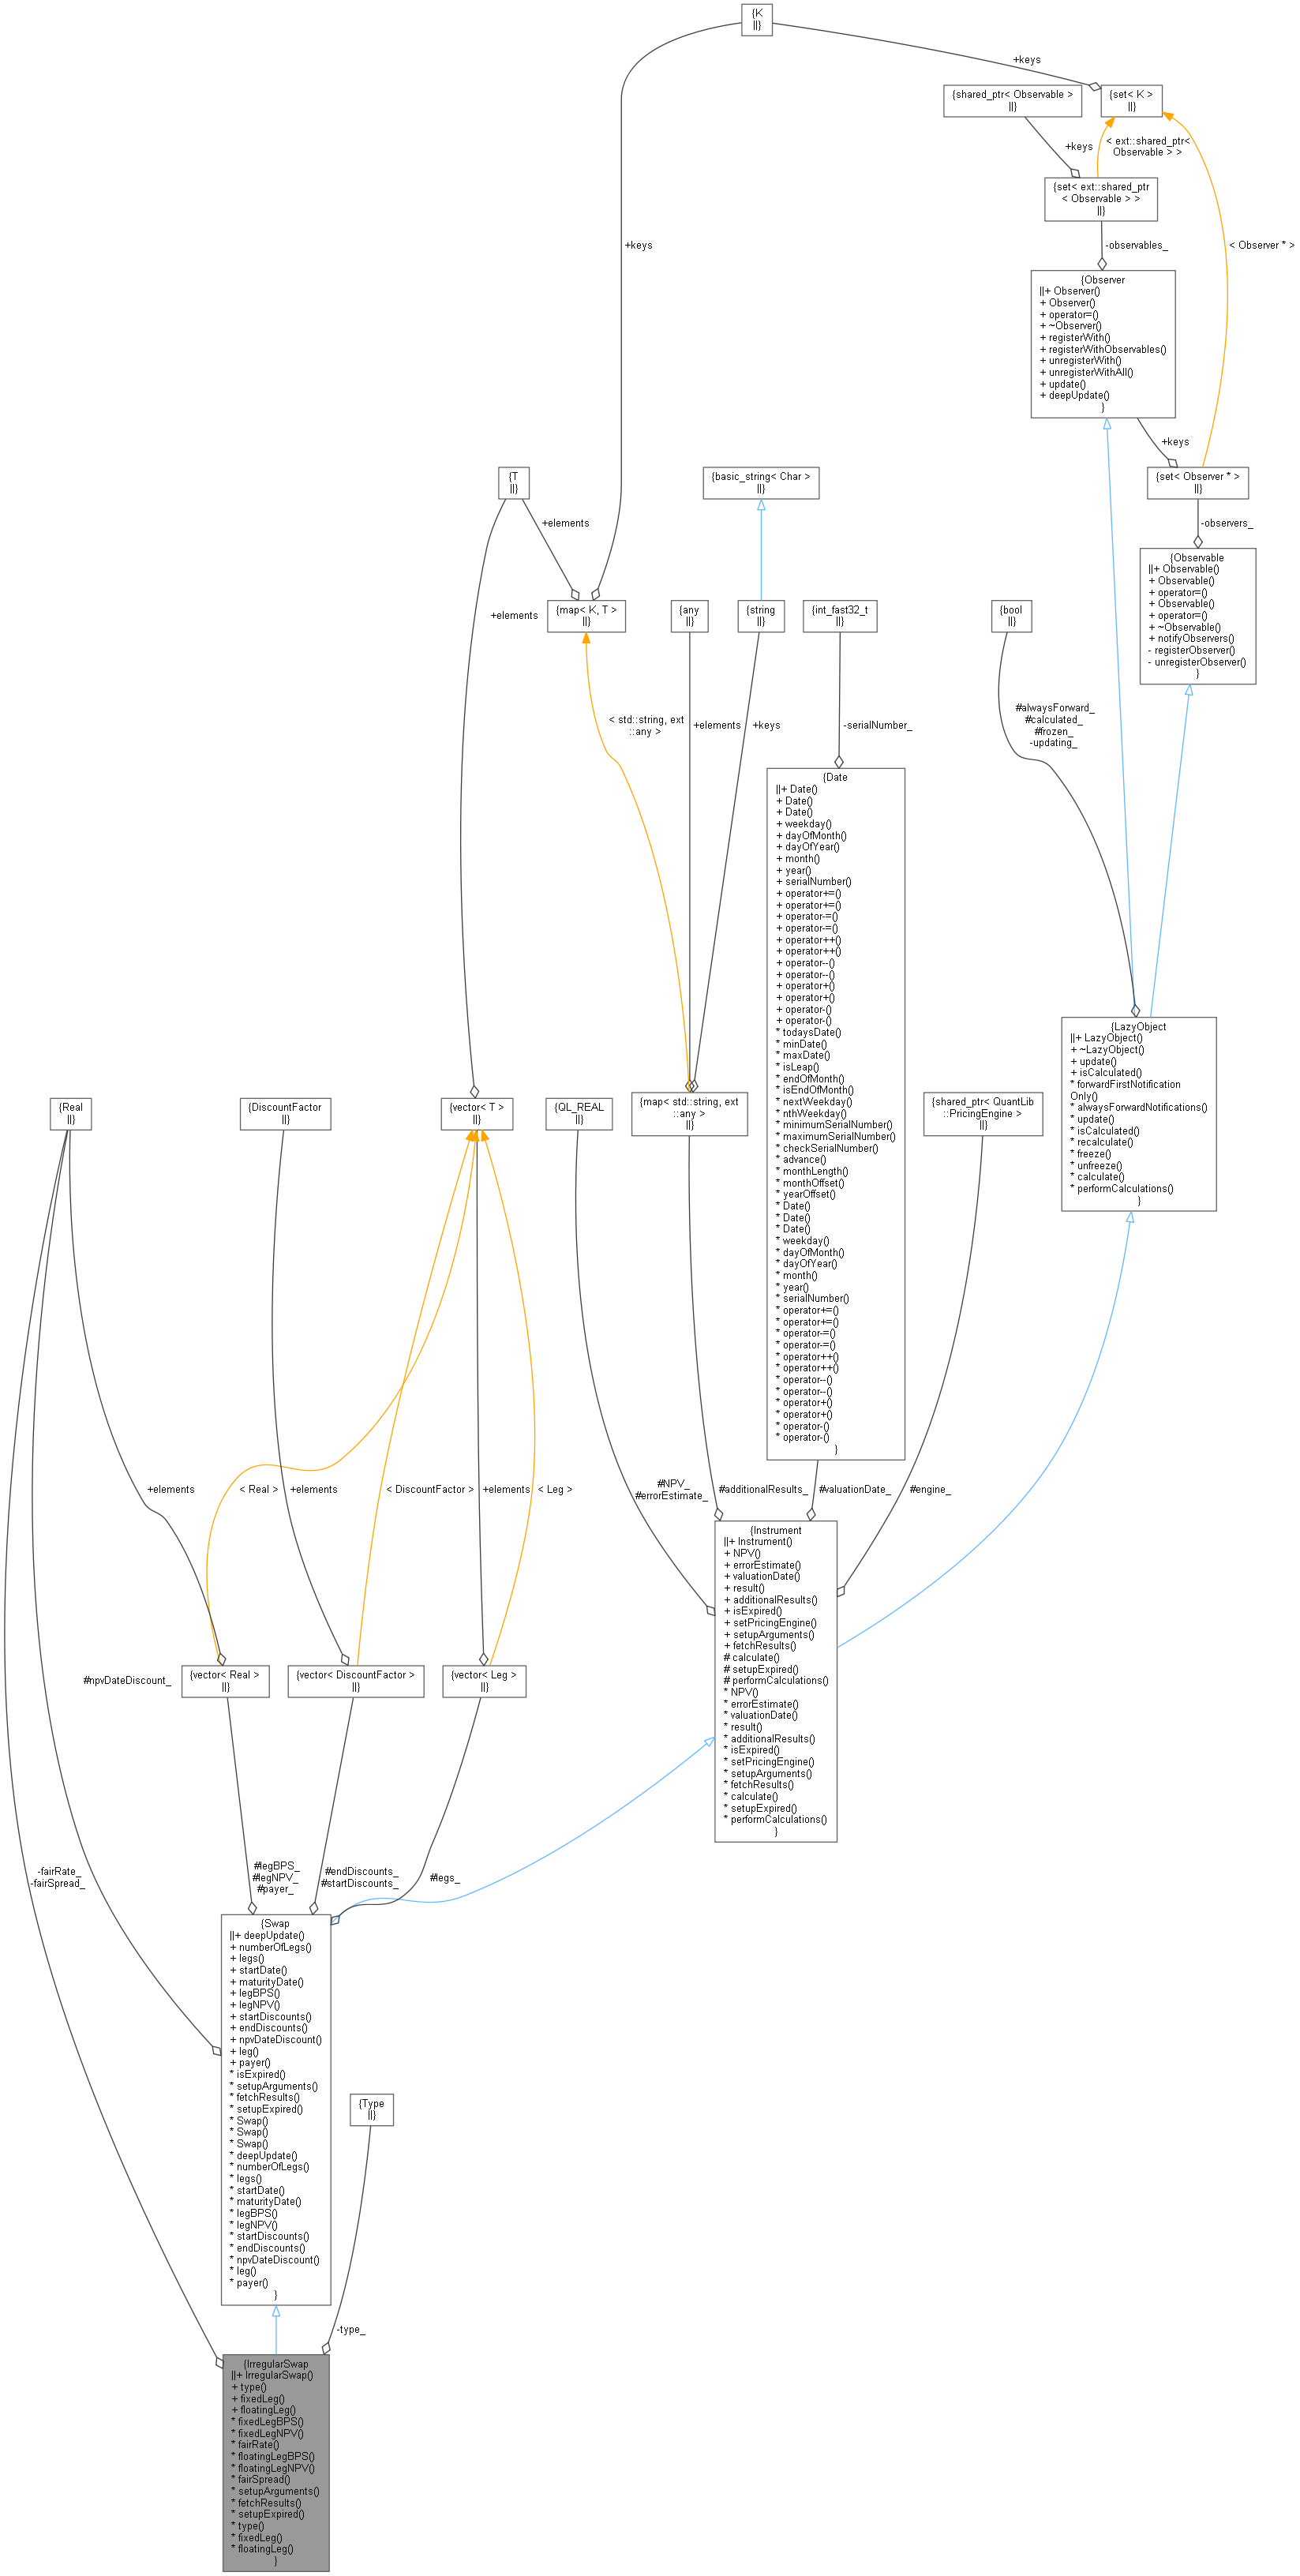 {K
||}
+keys
{shared_ptr< Observable >
||}
{set< K >
||}
+keys
< ext::shared_ptr<
Observable > >
{set< ext::shared_ptr
< Observable > >
||}
+keys
-observables_
< Observer * >
{Observer
||+ Observer()
+ Observer()
+ operator=()
+ ~Observer()
+ registerWith()
+ registerWithObservables()
+ unregisterWith()
+ unregisterWithAll()
+ update()
+ deepUpdate()
}
+keys
{T
||}
{basic_string< Char >
||}
{set< Observer * >
||}
+elements
-observers_
{Observable
||+ Observable()
+ Observable()
+ operator=()
+ Observable()
+ operator=()
+ ~Observable()
+ notifyObservers()
- registerObserver()
- unregisterObserver()
}
+elements
{map< K, T >
||}
{any
||}
{string
||}
{int_fast32_t
||}
{bool
||}
< std::string, ext
::any >
+elements
+keys
-serialNumber_
#alwaysForward_
#calculated_
#frozen_
-updating_
{Date
||+ Date()
+ Date()
+ Date()
+ weekday()
+ dayOfMonth()
+ dayOfYear()
+ month()
+ year()
+ serialNumber()
+ operator+=()
+ operator+=()
+ operator-=()
+ operator-=()
+ operator++()
+ operator++()
+ operator--()
+ operator--()
+ operator+()
+ operator+()
+ operator-()
+ operator-()
* todaysDate()
* minDate()
* maxDate()
* isLeap()
* endOfMonth()
* isEndOfMonth()
* nextWeekday()
* nthWeekday()
* minimumSerialNumber()
* maximumSerialNumber()
* checkSerialNumber()
* advance()
* monthLength()
* monthOffset()
* yearOffset()
* Date()
* Date()
* Date()
* weekday()
* dayOfMonth()
* dayOfYear()
* month()
* year()
* serialNumber()
* operator+=()
* operator+=()
* operator-=()
* operator-=()
* operator++()
* operator++()
* operator--()
* operator--()
* operator+()
* operator+()
* operator-()
* operator-()
}
{LazyObject
||+ LazyObject()
+ ~LazyObject()
+ update()
+ isCalculated()
* forwardFirstNotification
Only()
* alwaysForwardNotifications()
* update()
* isCalculated()
* recalculate()
* freeze()
* unfreeze()
* calculate()
* performCalculations()
}
{Real
||}
{DiscountFactor
||}
{vector< T >
||}
{QL_REAL
||}
{map< std::string, ext
::any >
||}
{shared_ptr< QuantLib
::PricingEngine >
||}
+elements
< Real >
+elements
< DiscountFactor >
+elements
< Leg >
#NPV_
#errorEstimate_
#additionalResults_
#valuationDate_
#engine_
{Instrument
||+ Instrument()
+ NPV()
+ errorEstimate()
+ valuationDate()
+ result()
+ additionalResults()
+ isExpired()
+ setPricingEngine()
+ setupArguments()
+ fetchResults()
# calculate()
# setupExpired()
# performCalculations()
* NPV()
* errorEstimate()
* valuationDate()
* result()
* additionalResults()
* isExpired()
* setPricingEngine()
* setupArguments()
* fetchResults()
* calculate()
* setupExpired()
* performCalculations()
}
#npvDateDiscount_
{vector< Real >
||}
{vector< DiscountFactor >
||}
{vector< Leg >
||}
-fairRate_
-fairSpread_
#legBPS_
#legNPV_
#payer_
#endDiscounts_
#startDiscounts_
#legs_
{Swap
||+ deepUpdate()
+ numberOfLegs()
+ legs()
+ startDate()
+ maturityDate()
+ legBPS()
+ legNPV()
+ startDiscounts()
+ endDiscounts()
+ npvDateDiscount()
+ leg()
+ payer()
* isExpired()
* setupArguments()
* fetchResults()
* setupExpired()
* Swap()
* Swap()
* Swap()
* deepUpdate()
* numberOfLegs()
* legs()
* startDate()
* maturityDate()
* legBPS()
* legNPV()
* startDiscounts()
* endDiscounts()
* npvDateDiscount()
* leg()
* payer()
}
{Type
||}
-type_
{IrregularSwap
||+ IrregularSwap()
+ type()
+ fixedLeg()
+ floatingLeg()
* fixedLegBPS()
* fixedLegNPV()
* fairRate()
* floatingLegBPS()
* floatingLegNPV()
* fairSpread()
* setupArguments()
* fetchResults()
* setupExpired()
* type()
* fixedLeg()
* floatingLeg()
}